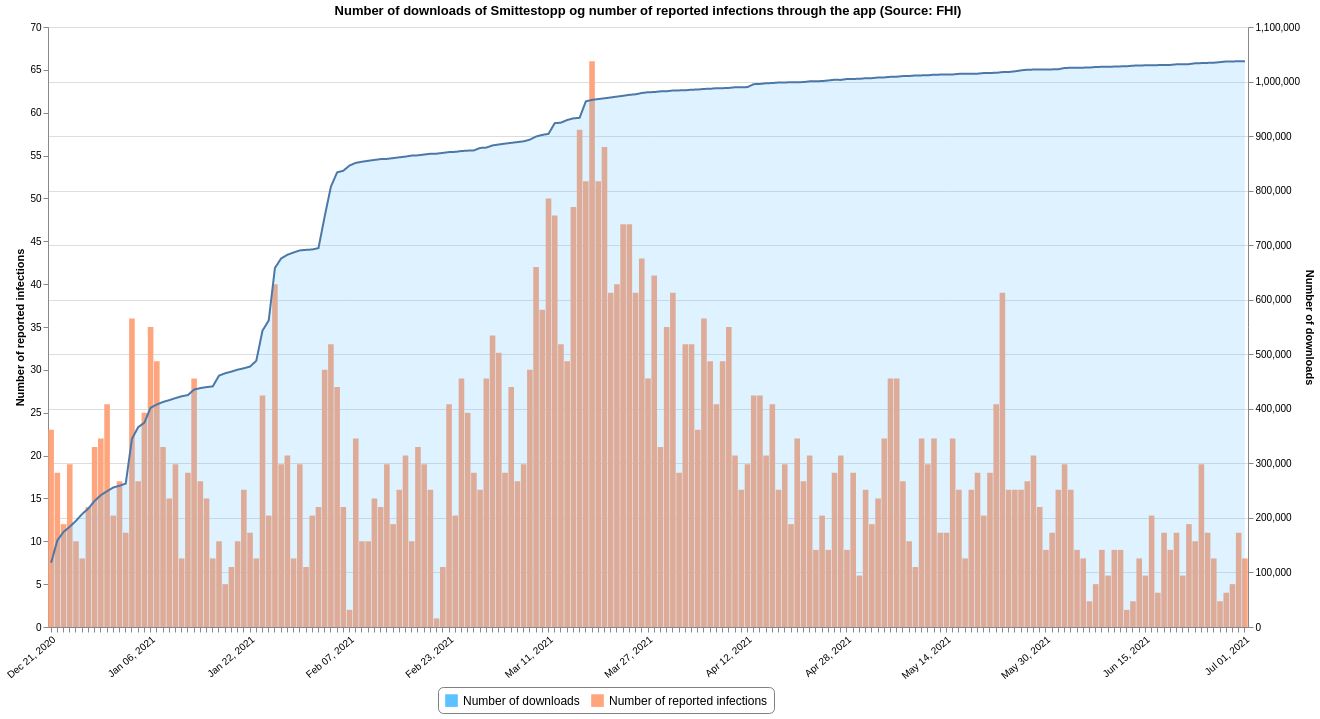 Number of downloads of Smittestopp og number of reported infections through the app (Source: FHI)
70
65
60
55
50
45
40
35
30
25
20
15
10
5
0
Number of reported infections
1,100,000
1,000,000
900,000
800,000
700,000
600,000
500,000
400,000
300,000
200,000
100,000
0
Number of downloads
Dec 21, 2020
Jan 06, 2021
Jan 22, 2021
Feb 07, 2021
Feb 23, 2021
Mar 11, 2021
Mar 27, 2021
Apr 12, 2021
Apr 28, 2021
May 14, 2021
May 30, 2021
Jun 15, 2021
Jul 01, 2021
Number of downloads
Number of reported infections